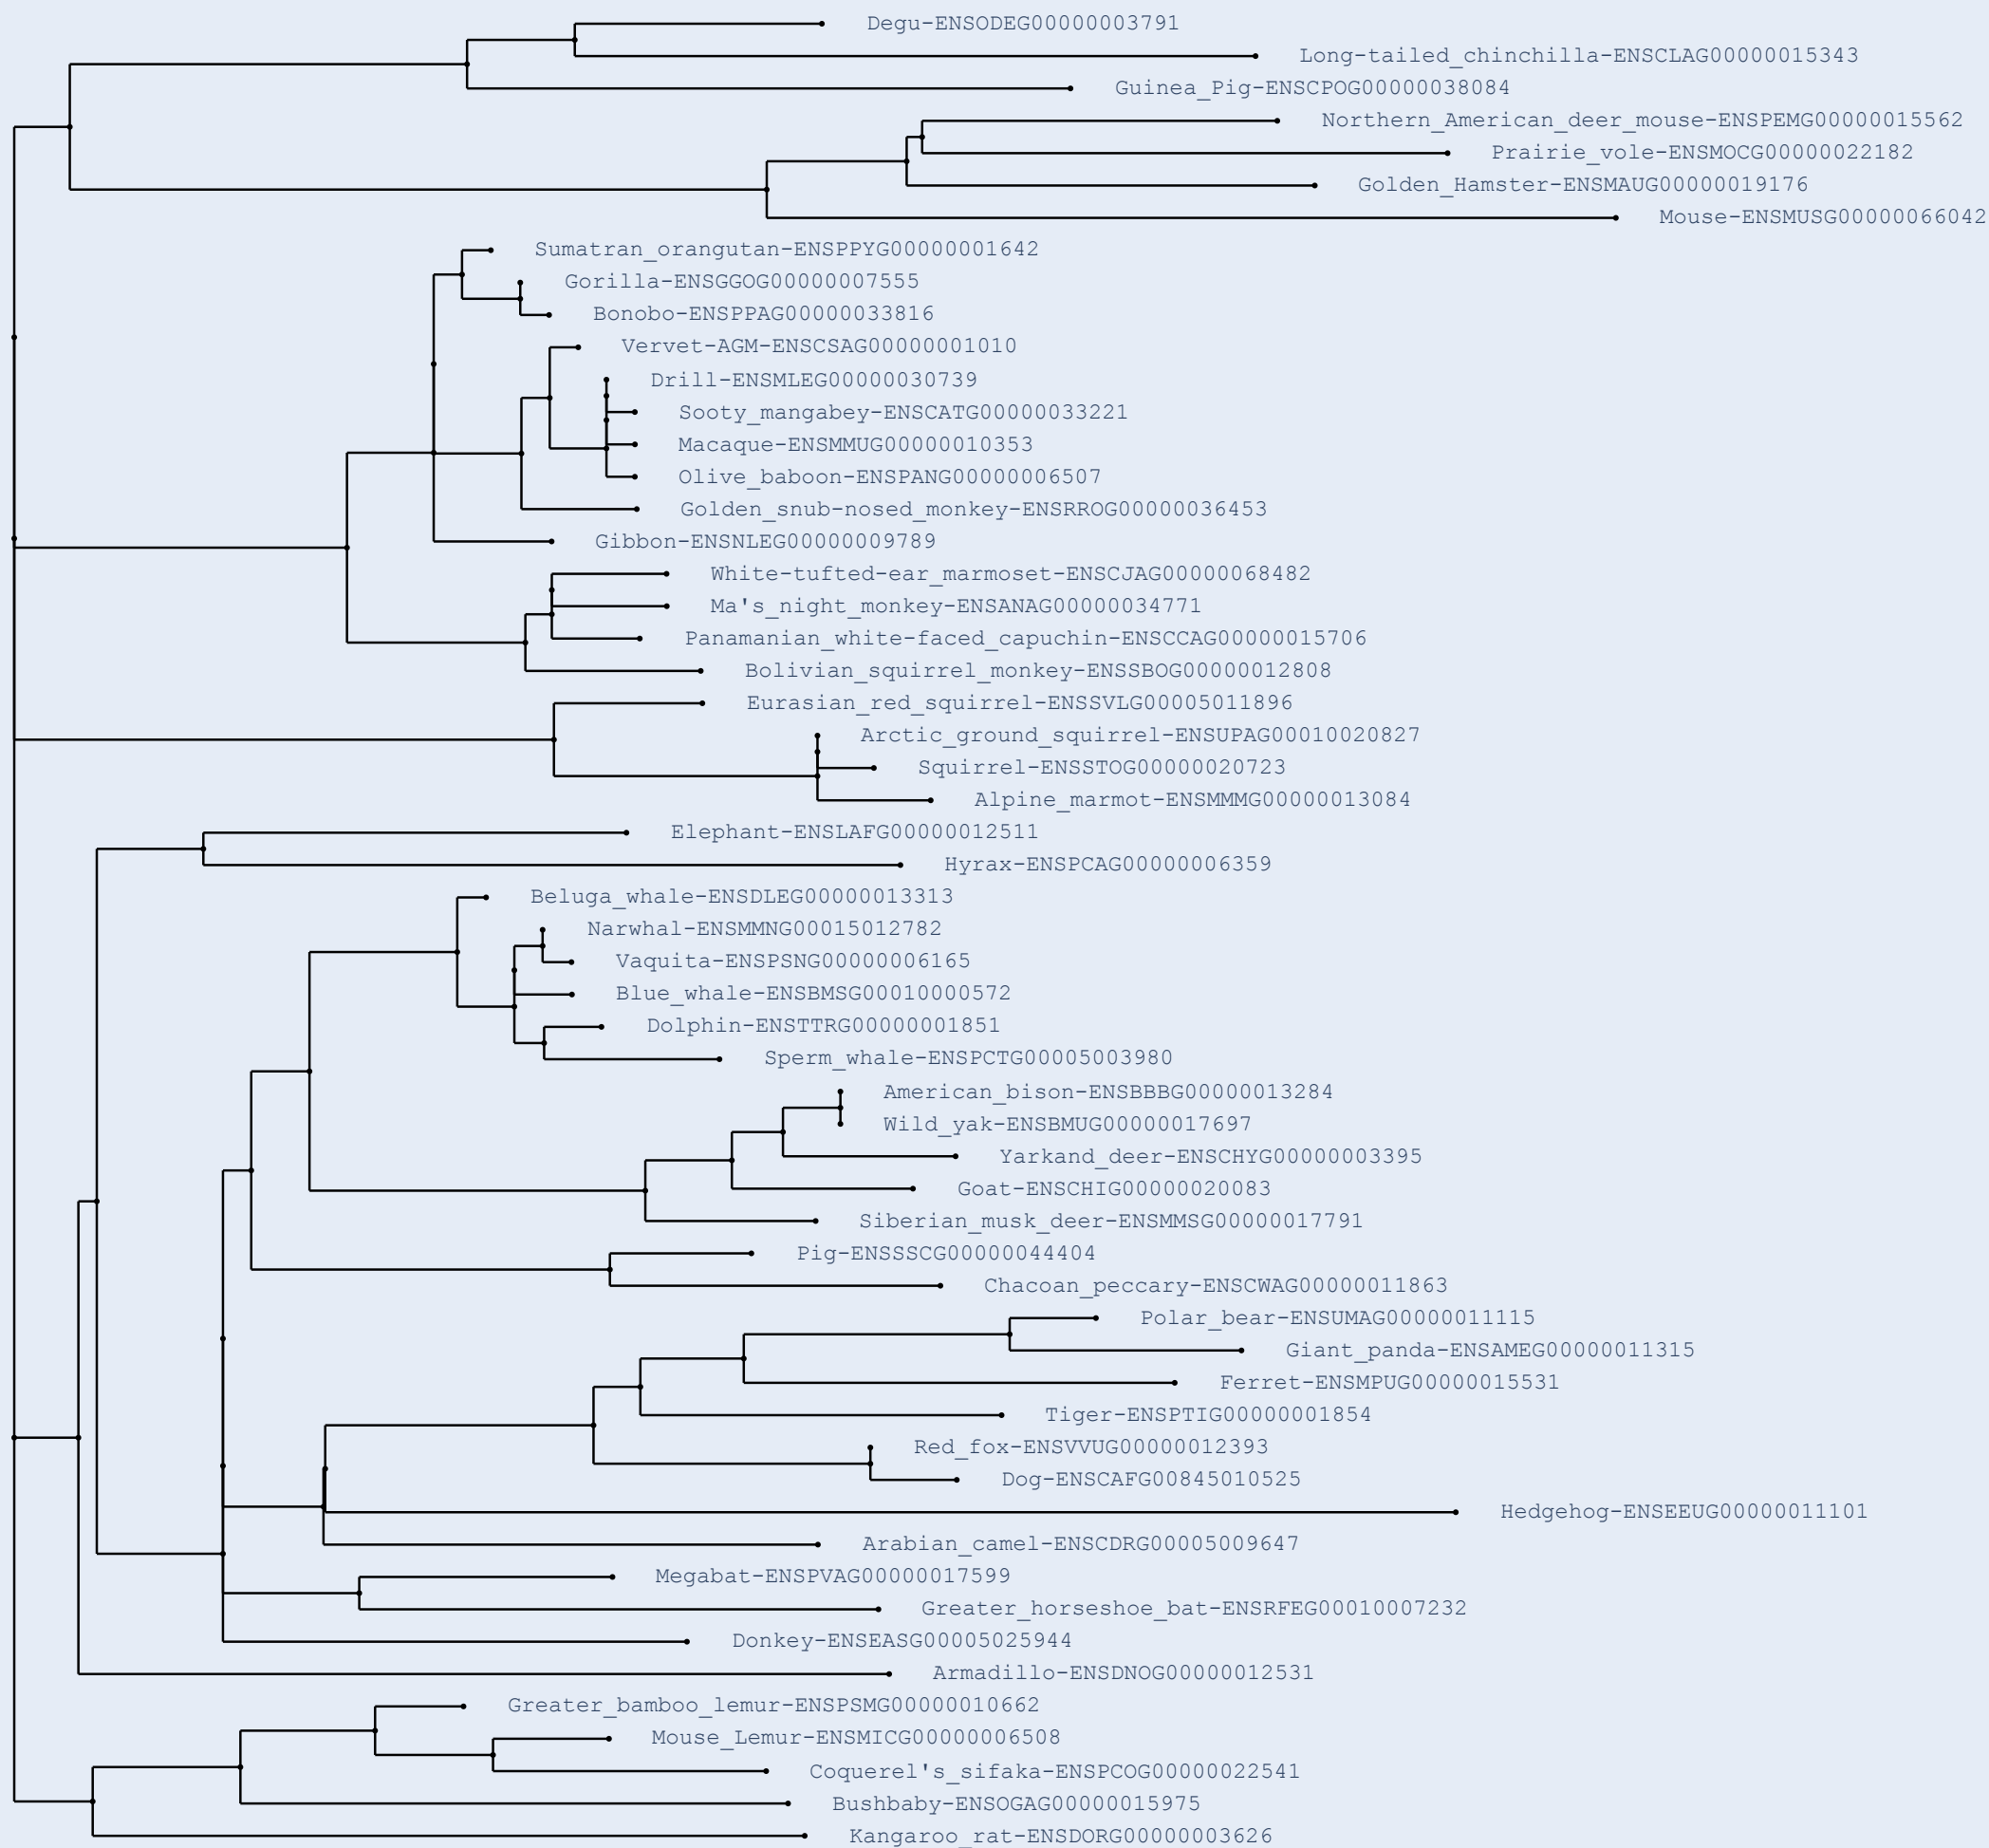 Degu-ENSODEG00000003791
Long-tailed_chinchilla-ENSCLAG00000015343
Guinea_Pig-ENSCPOG00000038084
Northern_American_deer_mouse-ENSPEMG00000015562
Prairie_vole-ENSMOCG00000022182
Golden_Hamster-ENSMAUG00000019176
Mouse-ENSMUSG00000066042
Sumatran_orangutan-ENSPPYG00000001642
Gorilla-ENSGGOG00000007555
Bonobo-ENSPPAG00000033816
Vervet-AGM-ENSCSAG00000001010
Drill-ENSMLEG00000030739
Sooty_mangabey-ENSCATG00000033221
Macaque-ENSMMUG00000010353
Olive_baboon-ENSPANG00000006507
Golden_snub-nosed_monkey-ENSRROG00000036453
Gibbon-ENSNLEG00000009789
White-tufted-ear_marmoset-ENSCJAG00000068482
Ma's_night_monkey-ENSANAG00000034771
Panamanian_white-faced_capuchin-ENSCCAG00000015706
Bolivian_squirrel_monkey-ENSSBOG00000012808
Eurasian_red_squirrel-ENSSVLG00005011896
Arctic_ground_squirrel-ENSUPAG00010020827
Squirrel-ENSSTOG00000020723
Alpine_marmot-ENSMMMG00000013084
Elephant-ENSLAFG00000012511
Hyrax-ENSPCAG00000006359
Beluga_whale-ENSDLEG00000013313
Narwhal-ENSMMNG00015012782
Vaquita-ENSPSNG00000006165
Blue_whale-ENSBMSG00010000572
Dolphin-ENSTTRG00000001851
Sperm_whale-ENSPCTG00005003980
American_bison-ENSBBBG00000013284
Wild_yak-ENSBMUG00000017697
Yarkand_deer-ENSCHYG00000003395
Goat-ENSCHIG00000020083
Siberian_musk_deer-ENSMMSG00000017791
Pig-ENSSSCG00000044404
Chacoan_peccary-ENSCWAG00000011863
Polar_bear-ENSUMAG00000011115
Giant_panda-ENSAMEG00000011315
Ferret-ENSMPUG00000015531
Tiger-ENSPTIG00000001854
Red_fox-ENSVVUG00000012393
Dog-ENSCAFG00845010525
Hedgehog-ENSEEUG00000011101
Arabian_camel-ENSCDRG00005009647
Megabat-ENSPVAG00000017599
Greater_horseshoe_bat-ENSRFEG00010007232
Donkey-ENSEASG00005025944
Armadillo-ENSDNOG00000012531
Greater_bamboo_lemur-ENSPSMG00000010662
Mouse_Lemur-ENSMICG00000006508
Coquerel's_sifaka-ENSPCOG00000022541
Bushbaby-ENSOGAG00000015975
Kangaroo_rat-ENSDORG00000003626